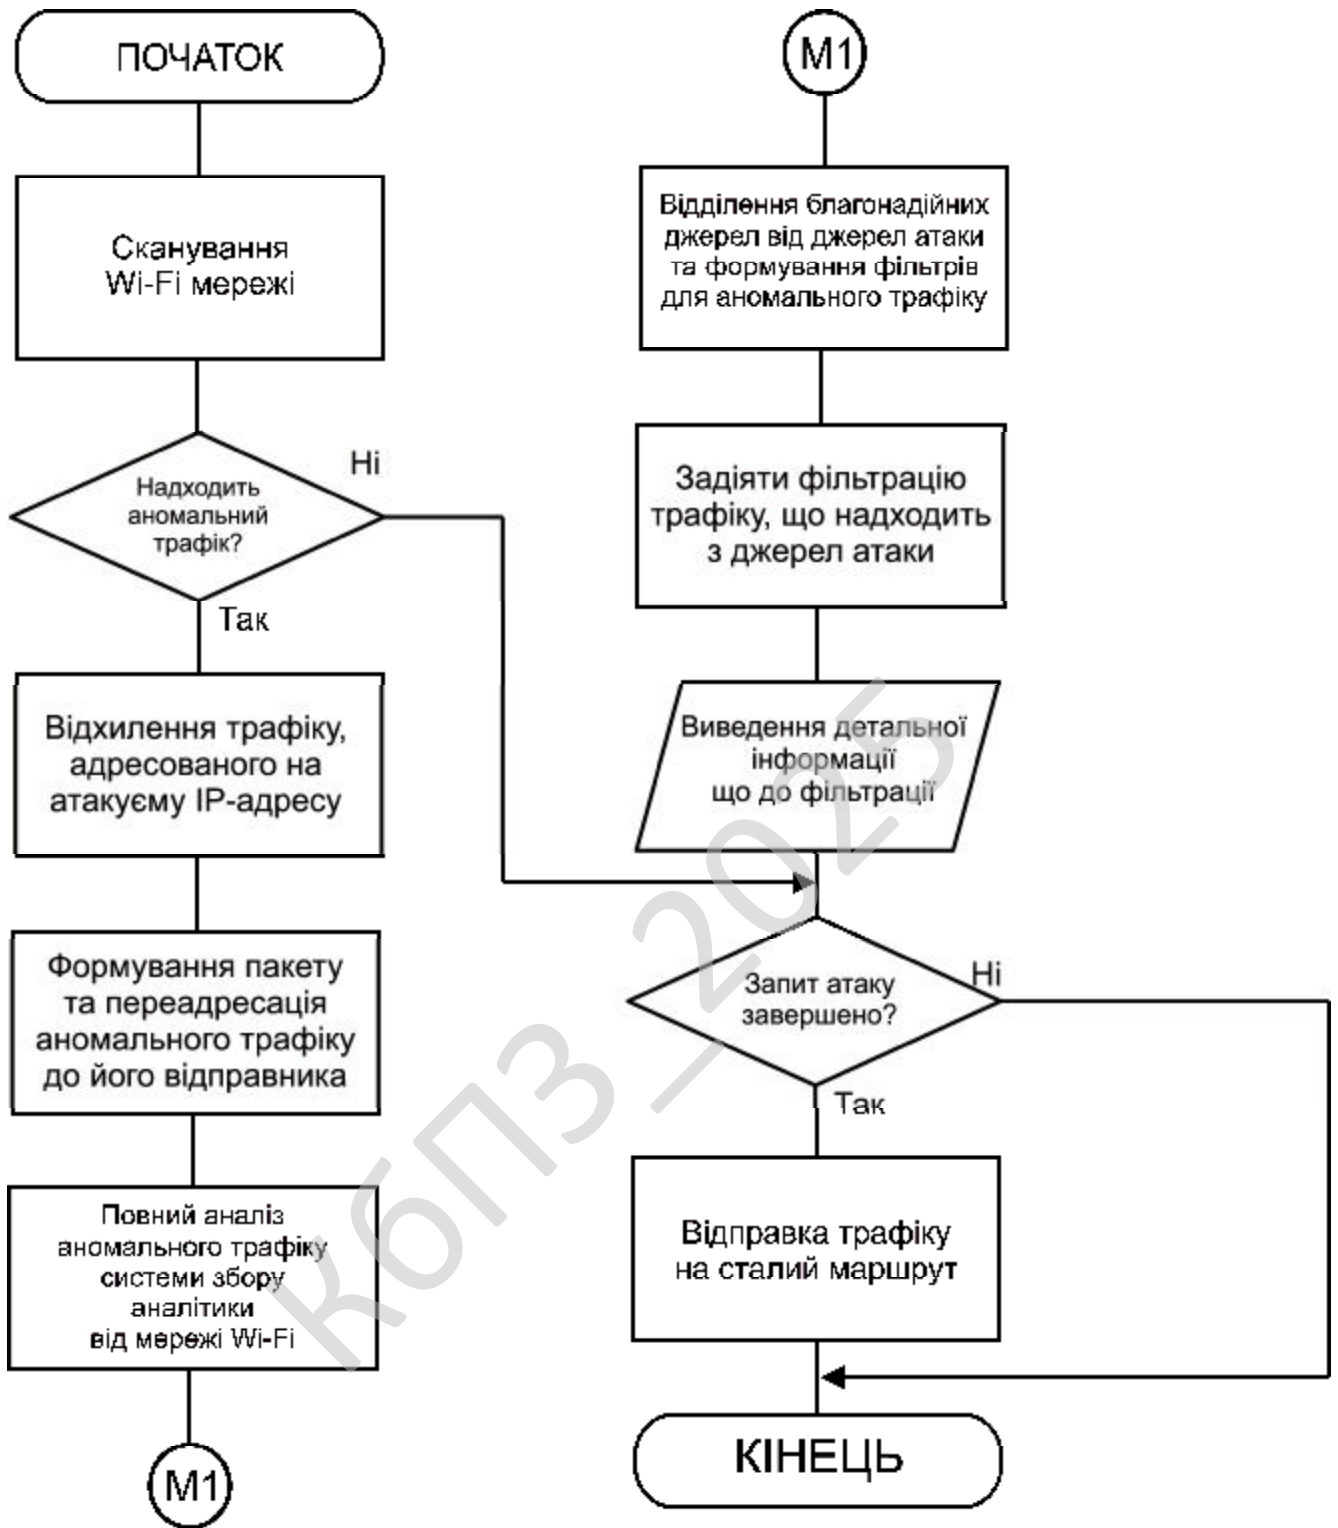 ПОЧАТОК
Сканування
Wi-Fi мережі
Надходить
аномальний
трафік?
Ні
Так
Відхилення трафіку,
адресованого на
атакуєму IP-адресу
Формування пакету
та переадресація
аномального трафіку
до його відправника
Повний аналіз
аномального трафіку
системи збору
аналітики
від мережі Wi-Fi
М1
М1
Відділення благонадійних
джерел від джерел атаки
та формування фільтрів
для аномального трафіку
Задіяти фільтрацію
трафіку, що надходить
з джерел атаки
Виведення детальної
інформації
що до фільтрації
Запит атаку
завершено?
Ні
Так
Відправка трафіку
на сталий маршрут
КІНЕЦЬ
КбПЗ_2025